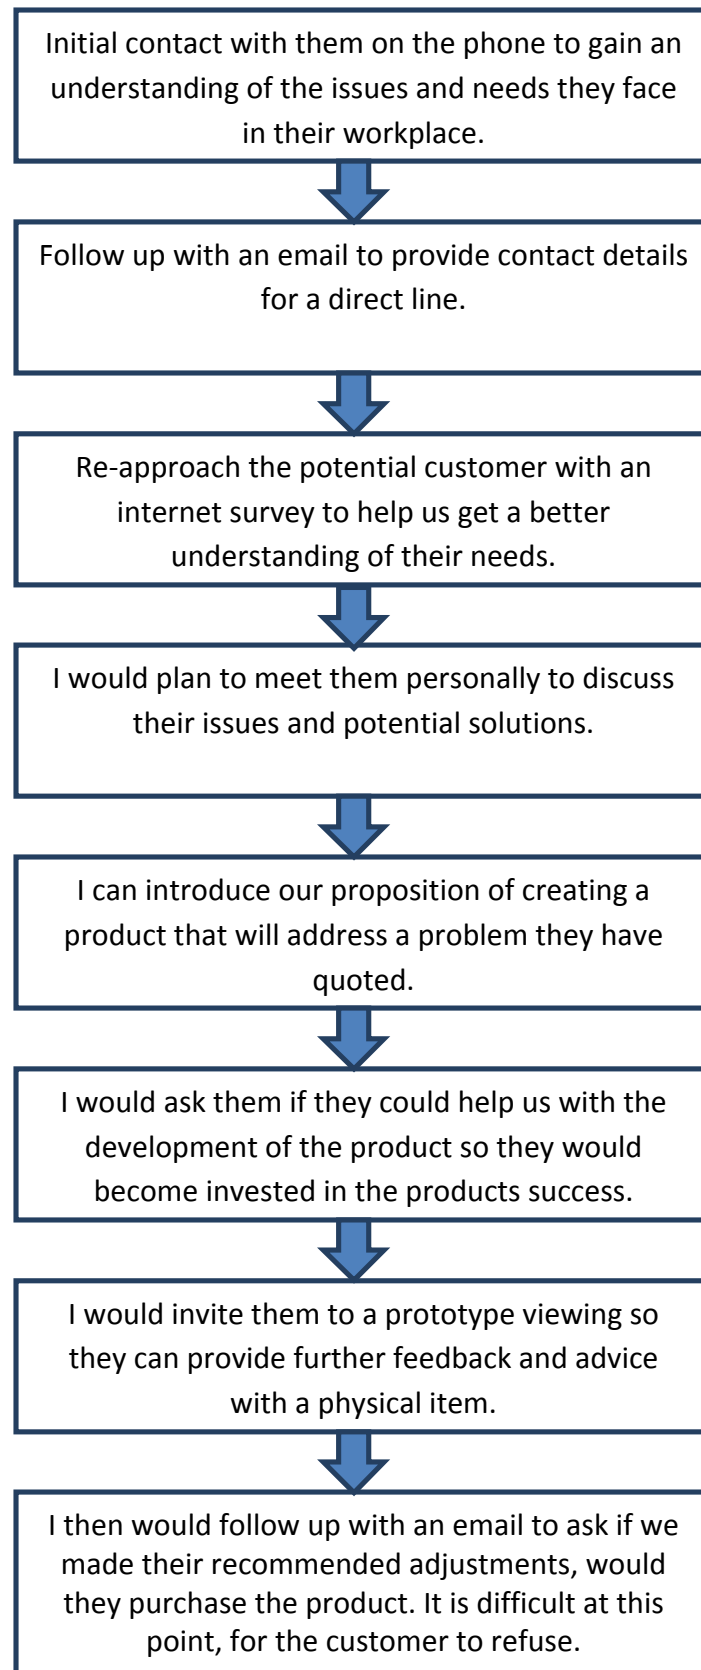 Initial contact with them on the phone to gain an
understanding of the issues and needs they face
in their workplace.
Follow up with an email to provide contact details
for a direct line.
Re-approach the potential customer with an
internet survey to help us get a better
understanding of their needs.
I would plan to meet them personally to discuss
their issues and potential solutions.
I can introduce our proposition of creating a
product that will address a problem they have
quoted.
I would ask them if they could help us with the
development of the product so they would
become invested in the products success.
I would invite them to a prototype viewing so
they can provide further feedback and advice
with a physical item.
I then would follow up with an email to ask if we
made their recommended adjustments, would
they purchase the product. It is difficult at this
point, for the customer to refuse.